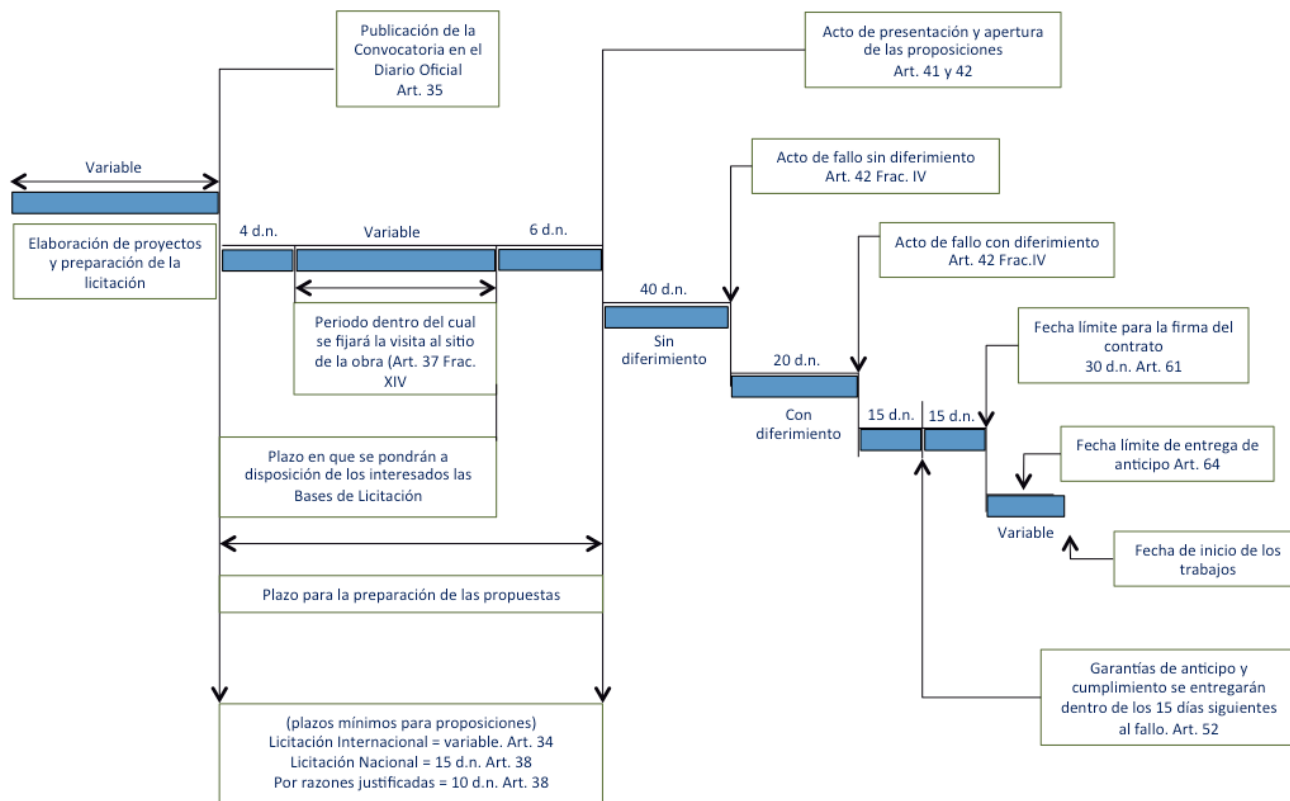 Publicación de la
Convocatoria en el
Diario Oficial
Art. 35
Acto de presentación y apertura
de las proposiciones
Art. 41 y 42
Variable
Elaboración de proyectos
y preparación de la
licitación
4 d.n.
Variable
6 d.n.
Acto de fallo sin diferimiento
Art. 42 Frac. IV
Acto de fallo con diferimiento
Art. 42 Frac.IV
Periodo dentro del cual
se fijará la visita al sitio
de la obra (Art. 37 Frac.
XIV
40 d.n.
Sin
diferimiento
20 d.n.
Con
diferimiento
Fecha límite para la firma del
contrato
30 d.n. Art. 61
15 d.n.
15 d.n.
Fecha límite de entrega de
anticipo Art. 64
Variable
Fecha de inicio de los
trabajos
Plazo en que se pondrán a
disposición de los interesados las
Bases de Licitación
Plazo para la preparación de las propuestas
Garantías de anticipo y
cumplimiento se entregarán
dentro de los 15 días siguientes
al fallo. Art. 52
(plazos mínimos para proposiciones)
Licitación Internacional = variable. Art. 34
Licitación Nacional = 15 d.n. Art. 38
Por razones justificadas = 10 d.n. Art. 38